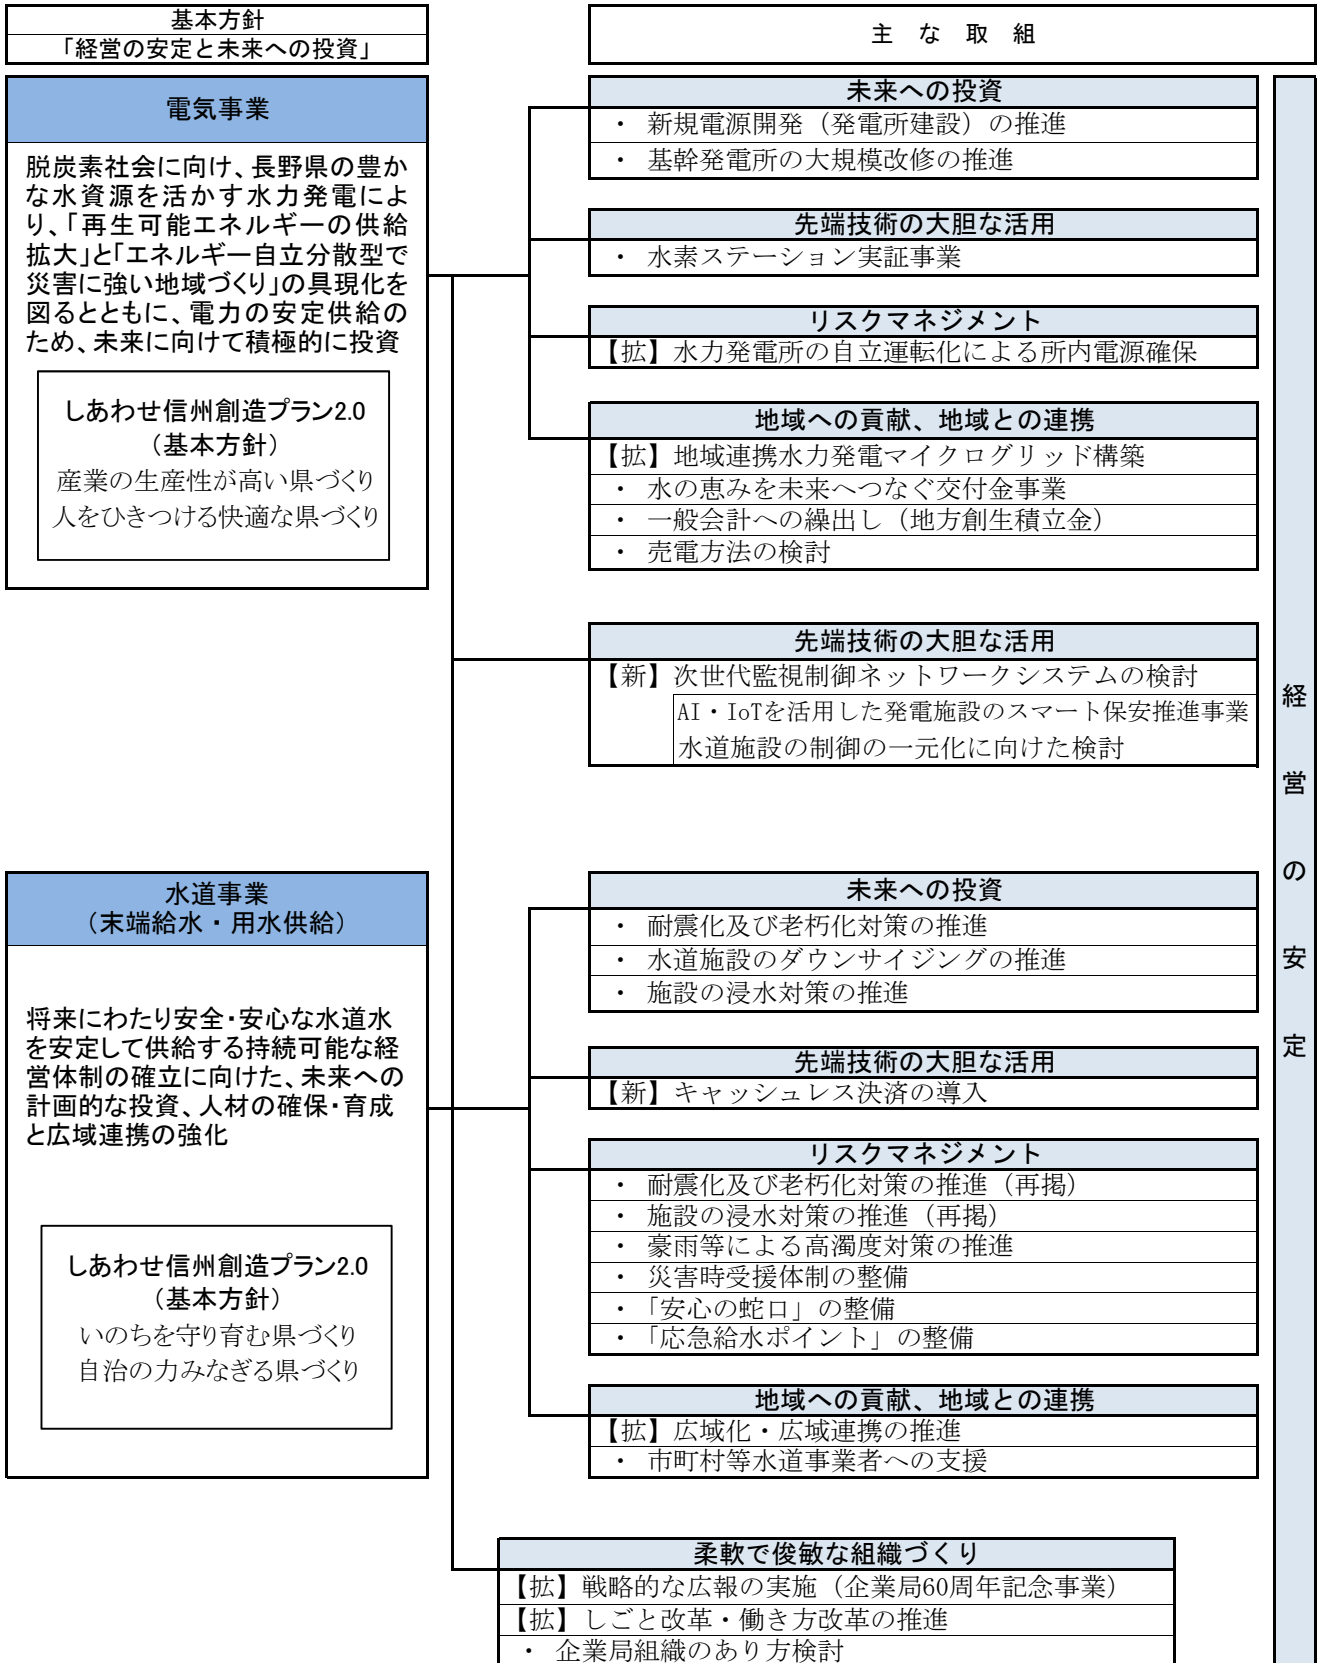 基本方針
「経営の安定と未来への投資」
主な取組
電気事業
脱炭素社会に向け、長野県の豊か
な水資源を活かす水力発電によ
り、「再生可能エネルギーの供給
拡大」と「エネルギー自立分散型で
災害に強い地域づくり」の具現化を
図るとともに、電力の安定供給の
ため、未来に向けて積極的に投資
しあわせ信州創造プラン2.0
（基本方針）
産業の生産性が高い県づくり
人をひきつける快適な県づくり
未来への投資
・ 新規電源開発（発電所建設）の推進
・ 基幹発電所の大規模改修の推進
先端技術の大胆な活用
・ 水素ステーション実証事業
リスクマネジメント
【拡】水力発電所の自立運転化による所内電源確保
地域への貢献、地域との連携
【拡】地域連携水力発電マイクログリッド構築
・ 水の恵みを未来へつなぐ交付金事業
・ 一般会計への繰出し（地方創生積立金）
・ 売電方法の検討
先端技術の大胆な活用
【新】次世代監視制御ネットワークシステムの検討
AI・IoTを活用した発電施設のスマート保安推進事業
水道施設の制御の一元化に向けた検討
水道事業
（末端給水・用水供給）
将来にわたり安全・安心な水道水
を安定して供給する持続可能な経
営体制の確立に向けた、未来への
計画的な投資、人材の確保・育成
と広域連携の強化
しあわせ信州創造プラン2.0
（基本方針）
いのちを守り育む県づくり
自治の力みなぎる県づくり
未来への投資
・ 耐震化及び老朽化対策の推進
・ 水道施設のダウンサイジングの推進
・ 施設の浸水対策の推進
先端技術の大胆な活用
【新】キャッシュレス決済の導入
リスクマネジメント
・ 耐震化及び老朽化対策の推進（再掲）
・ 施設の浸水対策の推進（再掲）
・ 豪雨等による高濁度対策の推進
・ 災害時受援体制の整備
・「安心の蛇口」の整備
・「応急給水ポイント」の整備
地域への貢献、地域との連携
【拡】広域化・広域連携の推進
・ 市町村等水道事業者への支援
柔軟で俊敏な組織づくり
【拡】戦略的な広報の実施（企業局60周年記念事業）
【拡】しごと改革・働き方改革の推進
・ 企業局組織のあり方検討
経営の安定